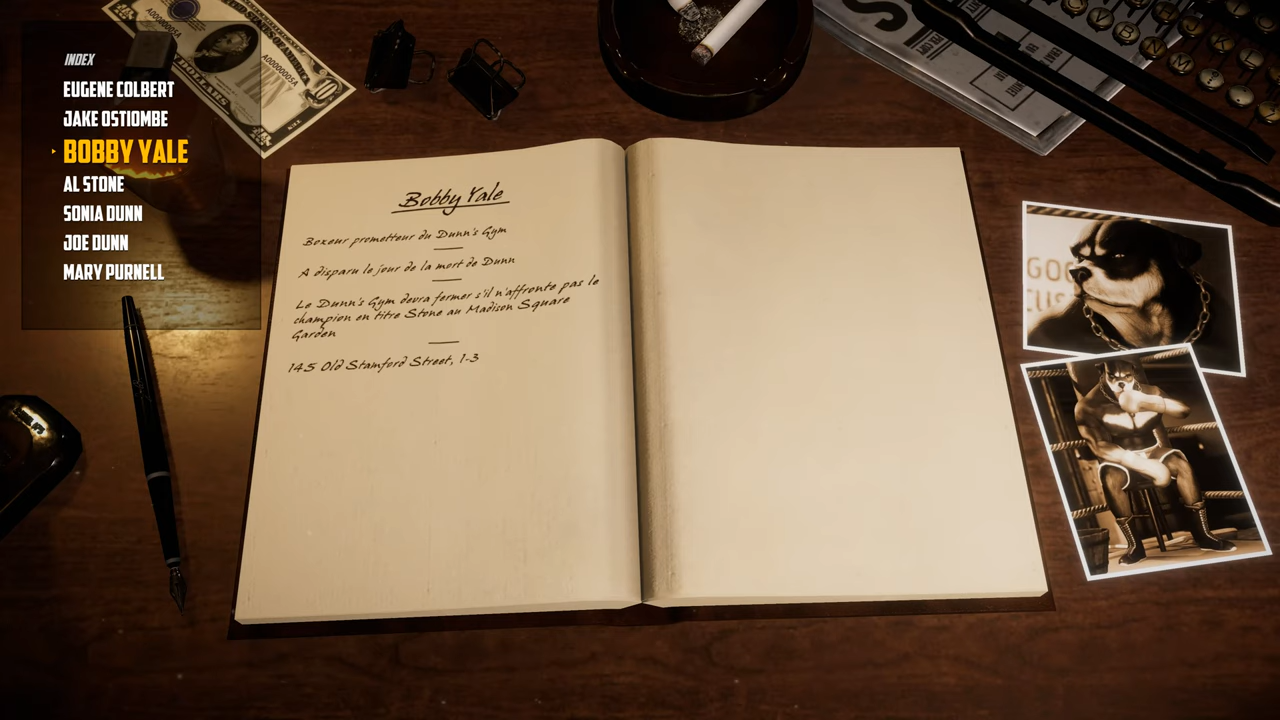 INDEX
EUGENE COLBERT
JAKE OSTIOMBE
BOBBY YALE
AL STONE
SONIA DUNN
JOE DUNN
MARY PURNELL
Bobby Yale
Boxeur prometteur du Dunn's Gym
A disparu le jour de la mort de Dunn
Le Dunn's Gym devra fermer s'il n'affronte pas le
champion en titre Stone au Madison Square
Garden
145 Old Stamford Street, 1-3